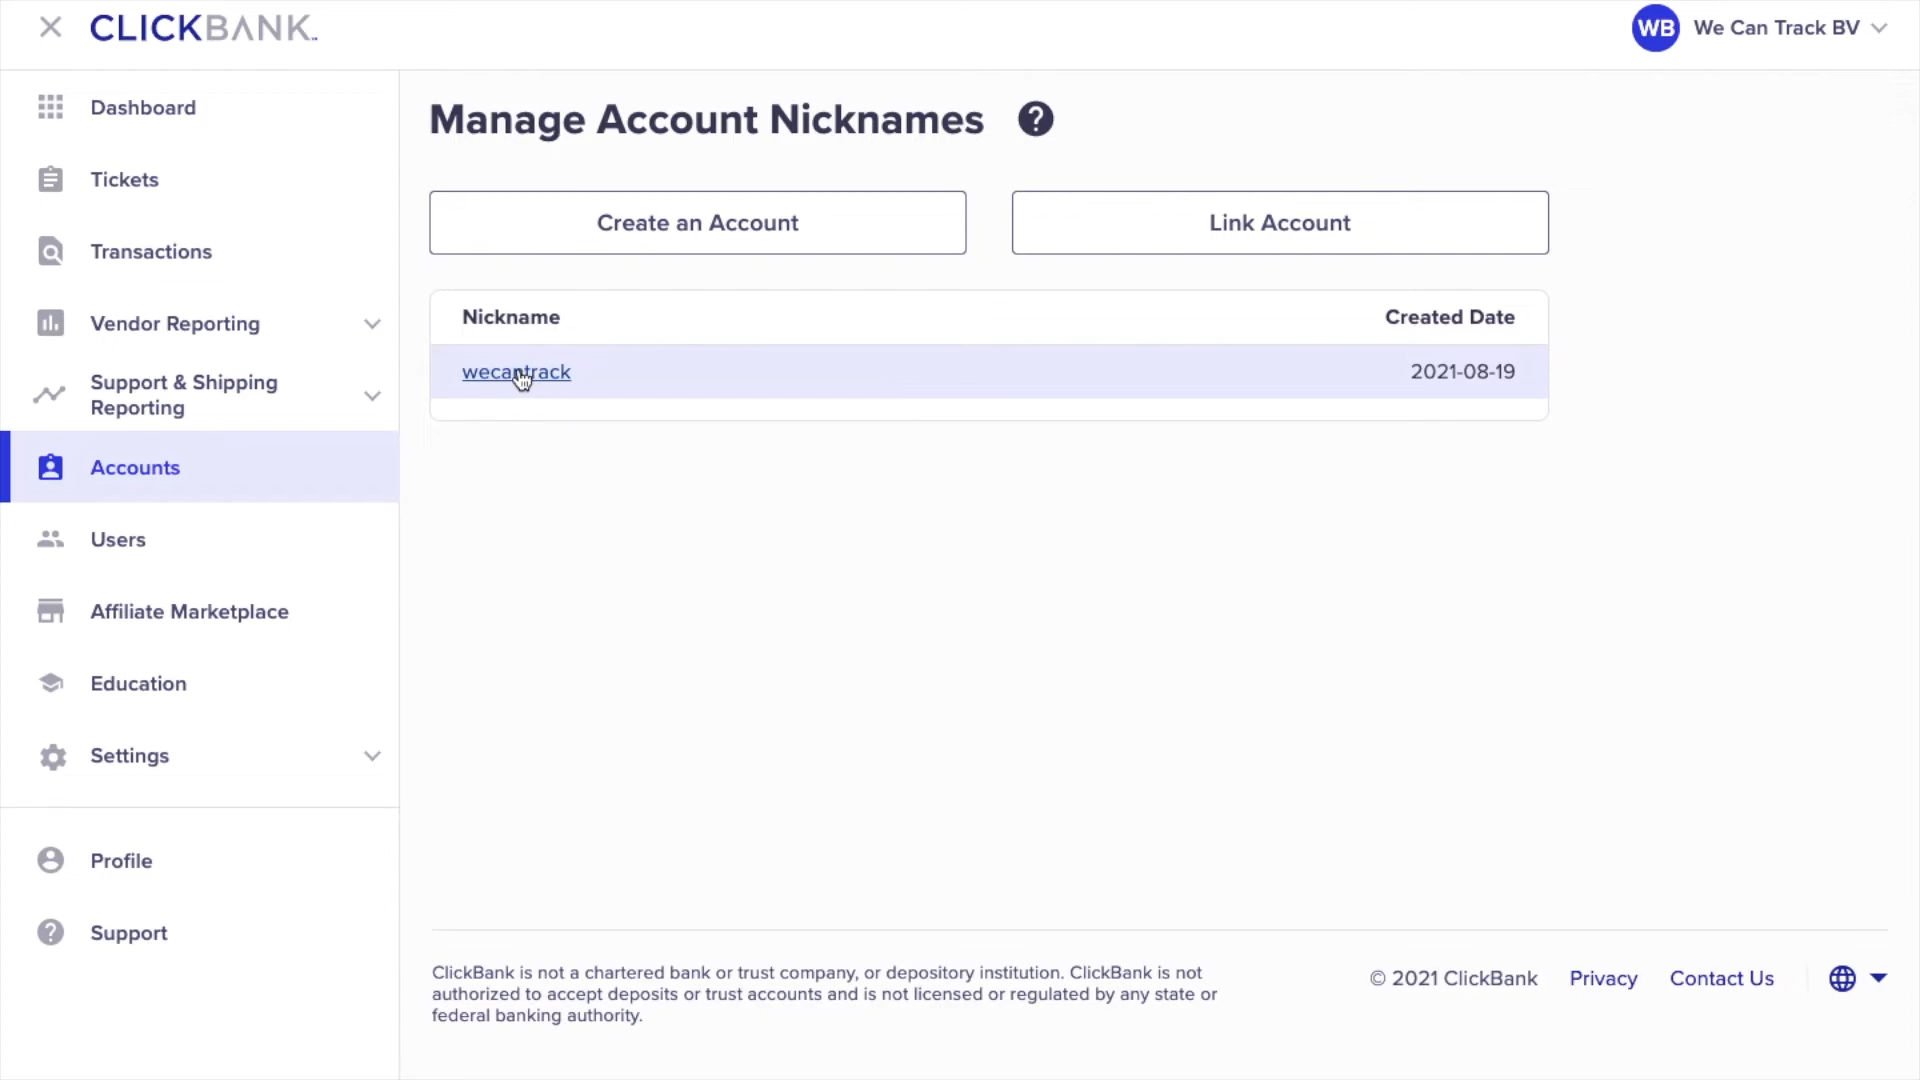 CLICKBANK
WB We Can Track BV
Dashboard
Tickets
Transactions
Vendor Reporting
Support & Shipping
Reporting
Accounts
Users
Affiliate Marketplace
Education
Settings
Profile
Support
Manage Account Nicknames ?
Create an Account
Link Account
Nickname Created Date
wecantrack 2021-08-19
ClickBank is not a chartered bank or trust company, or depository institution. ClickBank is not
authorized to accept deposits or trust accounts and is not licensed or regulated by any state or
federal banking authority.
© 2021 ClickBank Privacy Contact Us